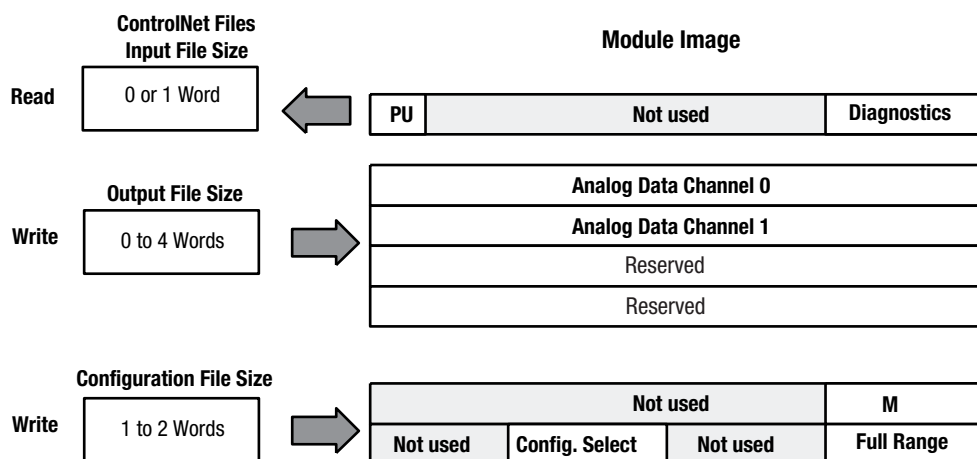 ControlNet Files
Input File Size
Module Image
Read
0 or 1 Word
PU
Not used
Diagnostics
Output File Size
Write
0 to 4 Words
Analog Data Channel 0
Analog Data Channel 1
Reserved
Reserved
Configuration File Size
Write
1 to 2 Words
Not used
M
Not used
Config. Select
Not used
Full Range